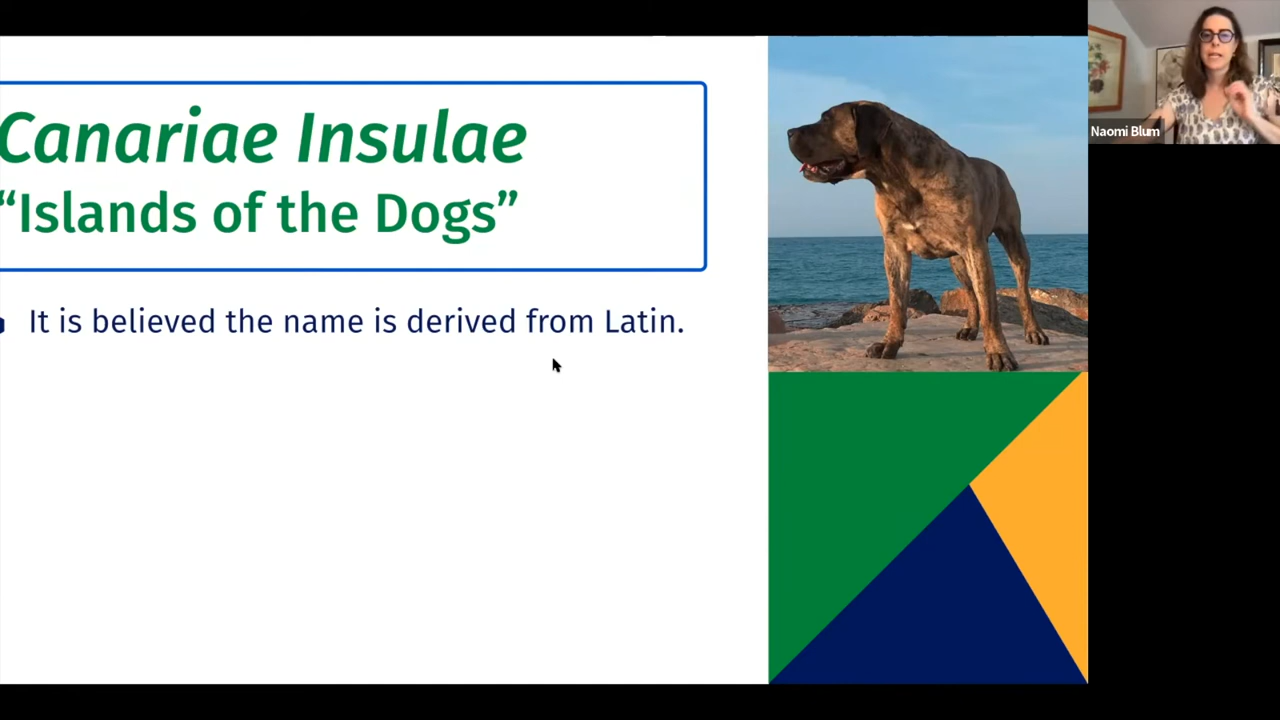 Canariae Insulae
“Islands of the Dogs”
It is believed the name is derived from Latin.
Naomi Blum